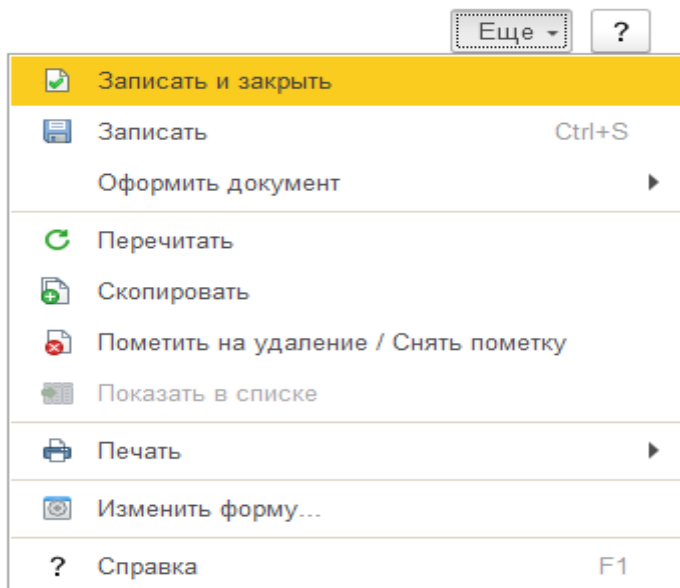 Еще ?
Записать и закрыть
Записать Ctrl+S
Оформить документ
Перечитать
Скопировать
Пометить на удаление / Снять пометку
Показать в списке
Печать
Изменить форму...
? Справка F1